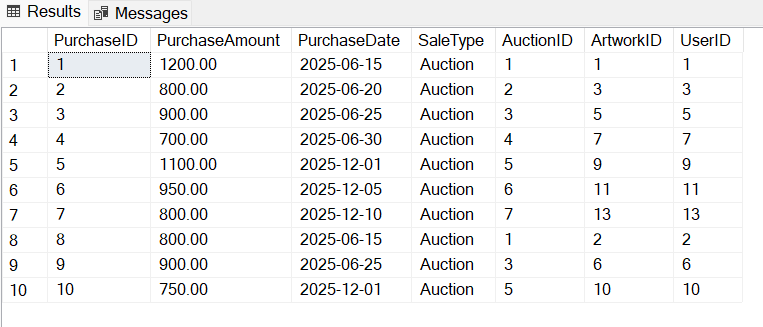 Results Messages
PurchaseID PurchaseAmount PurchaseDate SaleType AuctionID ArtworkID UserID
1 1 1200.00 2025-06-15 Auction 1 1 1
2 2 800.00 2025-06-20 Auction 2 3 3
3 3 900.00 2025-06-25 Auction 3 5 5
4 4 700.00 2025-06-30 Auction 4 7 7
5 5 1100.00 2025-12-01 Auction 5 9 9
6 6 950.00 2025-12-05 Auction 6 11 11
7 7 800.00 2025-12-10 Auction 7 13 13
8 8 800.00 2025-06-15 Auction 1 2 2
9 9 900.00 2025-06-25 Auction 3 6 6
10 10 750.00 2025-12-01 Auction 5 10 10